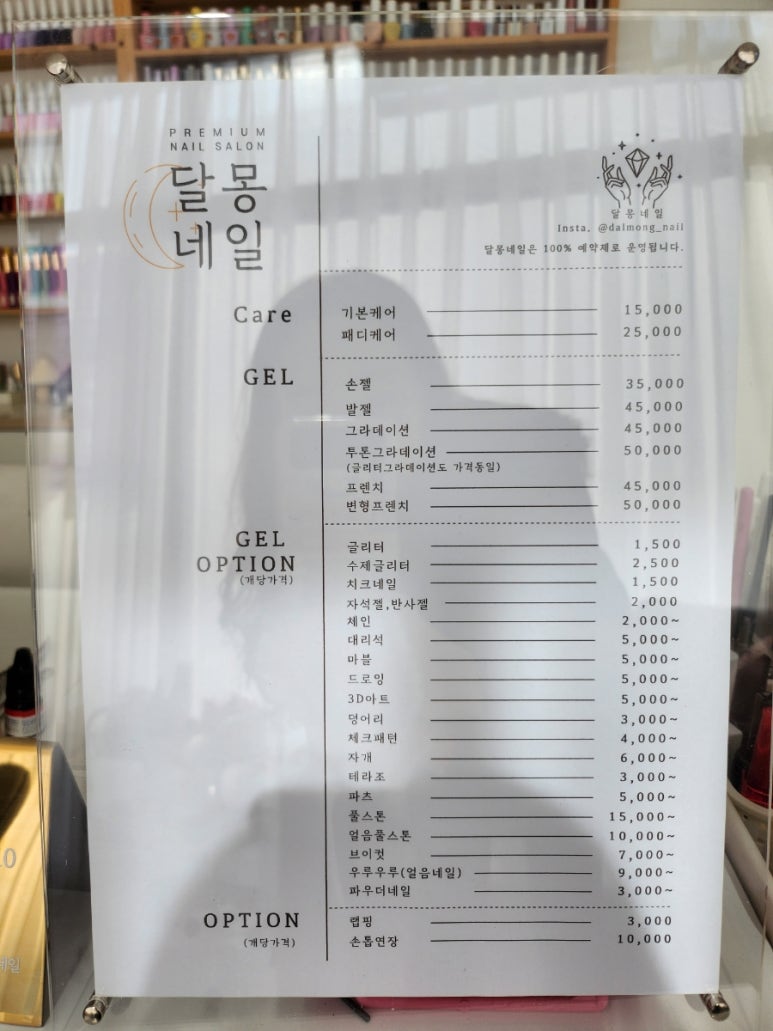 PREMIUM
NAIL SALON
달몽
네일
달몽네일
Insta. @dalmong_nail
달몽네일은 100% 예약제로 운영됩니다.
Care
기본케어 15,000
패디케어 25,000
GEL
손젤 35,000
발젤 45,000
그라데이션 45,000
투톤그라데이션 50,000
(글리터그라데이션도 가격동일)
프렌치 45,000
변형프렌치 50,000
GEL
OPTION
(개당가격)
글리터 1,500
수제글리터 2,500
치크네일 1,500
자석젤,반사젤 2,000
체인 2,000~
대리석 5,000~
마블 5,000~
드로잉 5,000~
3D아트 5,000~
덩어리 3,000~
체크패턴 4,000~
자개 6,000~
테라조 3,000~
파츠 5,000~
풀스톤 15,000~
얼음풀스톤 10,000~
브이컷 7,000~
우루우루(얼음네일) 9,000~
파우더네일 3,000~
OPTION
(개당가격)
랩핑 3,000
손톱연장 10,000